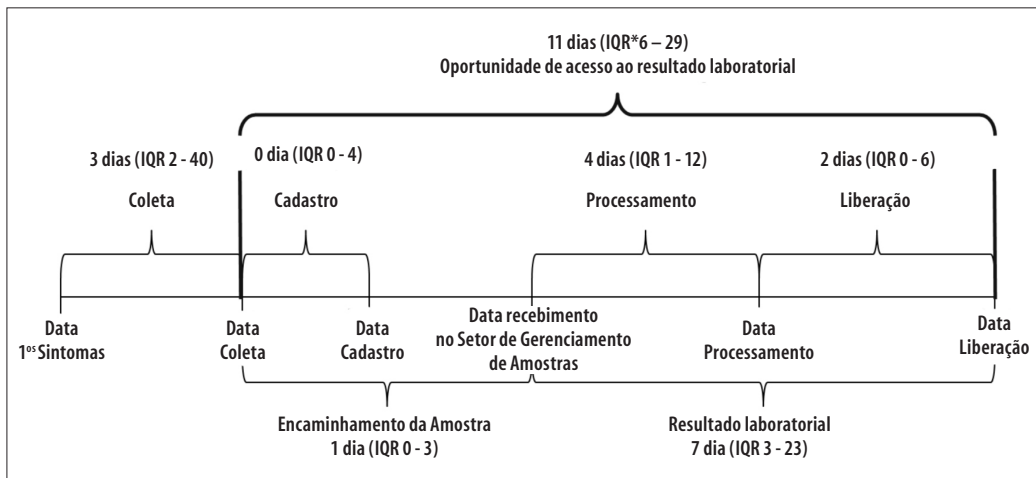 11 dias (IQR*6 – 29)
Oportunidade de acesso ao resultado laboratorial
3 dias (IQR 2 - 40)
Coleta
0 dia (IQR 0 - 4)
Cadastro
4 dias (IQR 1 - 12)
Processamento
2 dias (IQR 0 - 6)
Liberação
Data
1ᵒˢ Sintomas
Data
Coleta
Data
Cadastro
Data recebimento
no Setor de Gerenciamento
de Amostras
Data
Processamento
Data
Liberação
Encaminhamento da Amostra
1 dia (IQR 0 - 3)
Resultado laboratorial
7 dia (IQR 3 - 23)